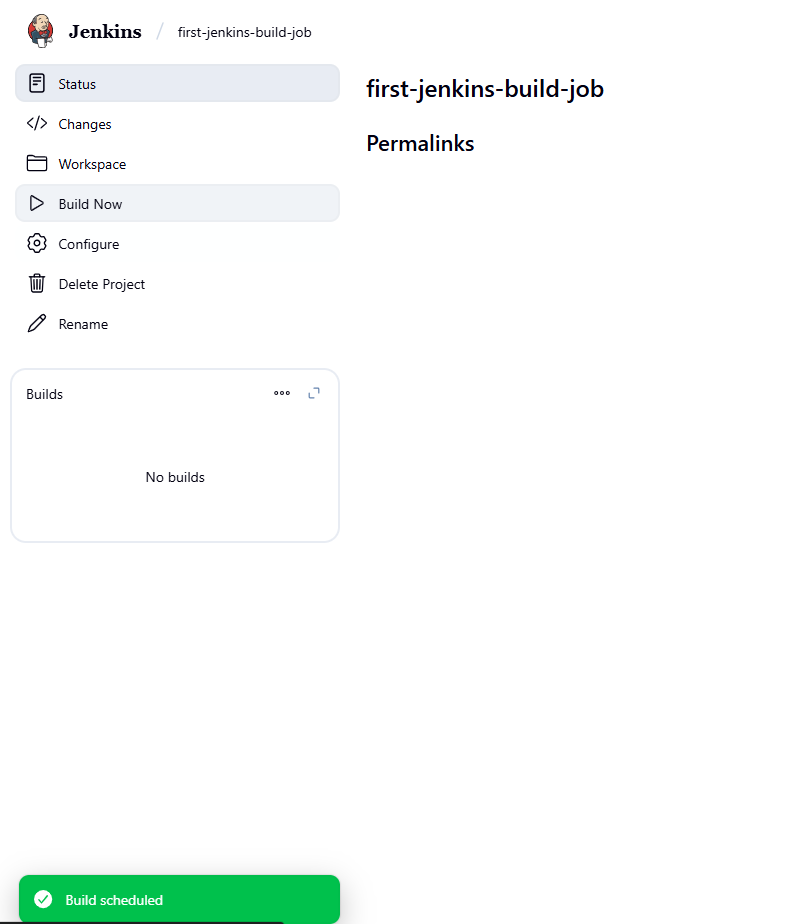 Jenkins / first-jenkins-build-job
Status
Changes
Workspace
Build Now
Configure
Delete Project
Rename
Builds
No builds
first-jenkins-build-job
Permalinks
Build scheduled